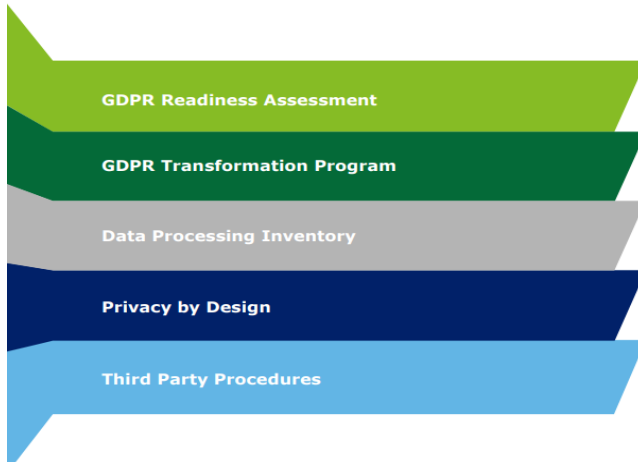 GDPR Readiness Assessment
GDPR Transformation Program
Data Processing Inventory
Privacy by Design
Third Party Procedures